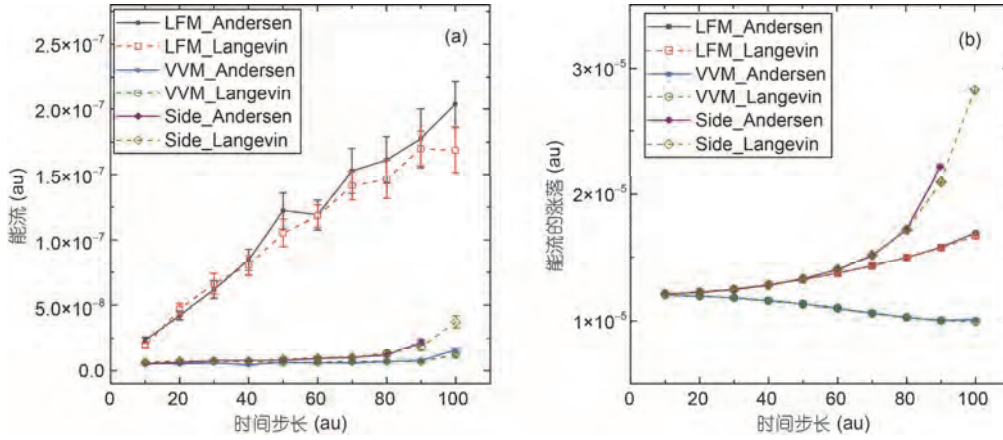 (a)
LFM_Andersen
LFM_Langevin
VVM_Andersen
VVM_Langevin
Side_Andersen
Side_Langevin
能流 (au)
2.5×10⁻⁷
2.0×10⁻⁷
1.5×10⁻⁷
1.0×10⁻⁷
5.0×10⁻⁸
0.0
0 20 40 60 80 100
时间步长 (au)
(b)
LFM_Andersen
LFM_Langevin
VVM_Andersen
VVM_Langevin
Side_Andersen
Side_Langevin
能流的涨落 (au)
3×10⁻⁵
2×10⁻⁵
1×10⁻⁵
0 20 40 60 80 100
时间步长 (au)